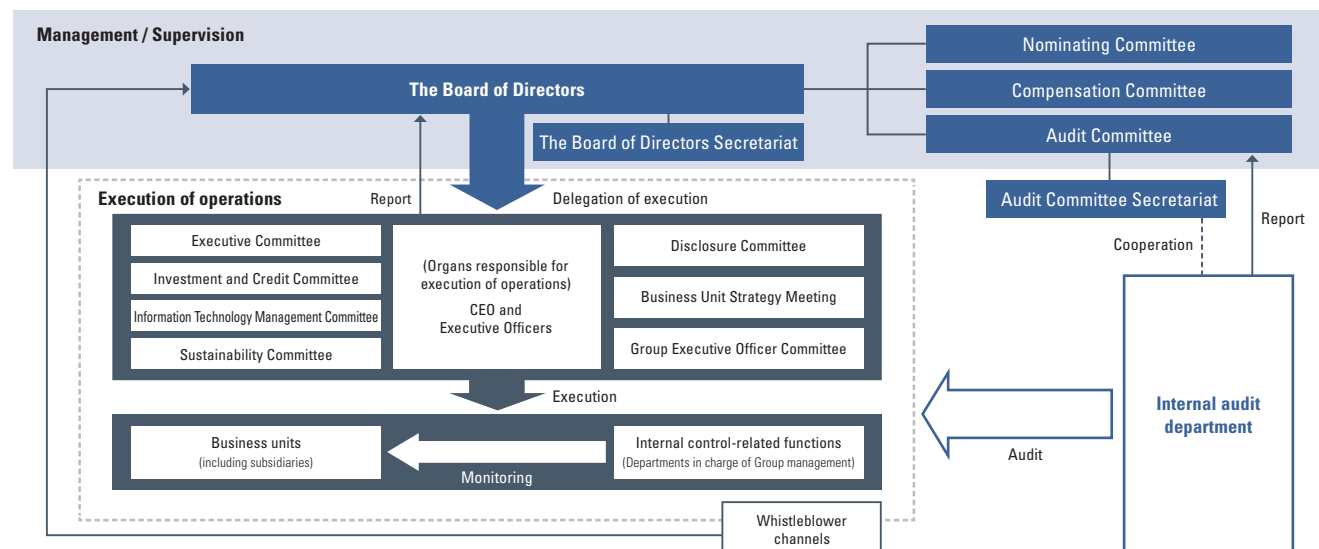 Management / Supervision
The Board of Directors
The Board of Directors Secretariat
Nominating Committee
Compensation Committee
Audit Committee
Audit Committee Secretariat
Cooperation
Report
Execution of operations
Report
Delegation of execution
Executive Committee
Investment and Credit Committee
Information Technology Management Committee
Sustainability Committee
(Organs responsible for
execution of operations)
CEO and
Executive Officers
Disclosure Committee
Business Unit Strategy Meeting
Group Executive Officer Committee
Execution
Business units
(including subsidiaries)
Monitoring
Internal control-related functions
(Departments in charge of Group management)
Audit
Internal audit
department
Whistleblower
channels